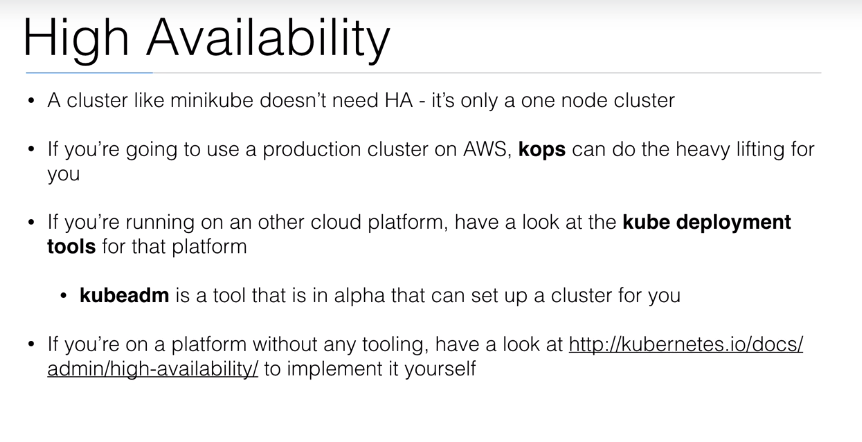 High Availability
• A cluster like minikube doesn't need HA - it's only a one node cluster
• If you're going to use a production cluster on AWS, kops can do the heavy lifting for
you
• If you're running on an other cloud platform, have a look at the kube deployment
tools for that platform
• kubeadm is a tool that is in alpha that can set up a cluster for you
• If you're on a platform without any tooling, have a look at http://kubernetes.io/docs/
admin/high-availability/ to implement it yourself